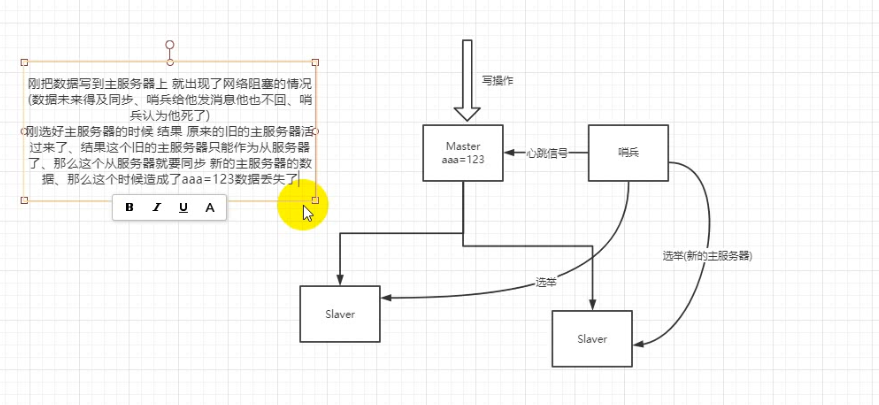 刚把数据写到主服务器上 就出现了网络阻塞的情况
(数据未来得及同步、哨兵给他发消息他也不回、哨
兵认为他死了)
刚选好主服务器的时候 结果 原来的旧的主服务器活
过来了、结果这个旧的主服务器只能作为从服务器
了、那么这个从服务器就要同步 新的主服务器的数
据、那么这个时候造成了aaa=123数据丢失了
B I U A
写操作
Master
aaa=123
心跳信号
哨兵
选举(新的主服务器)
选举
Slaver
Slaver